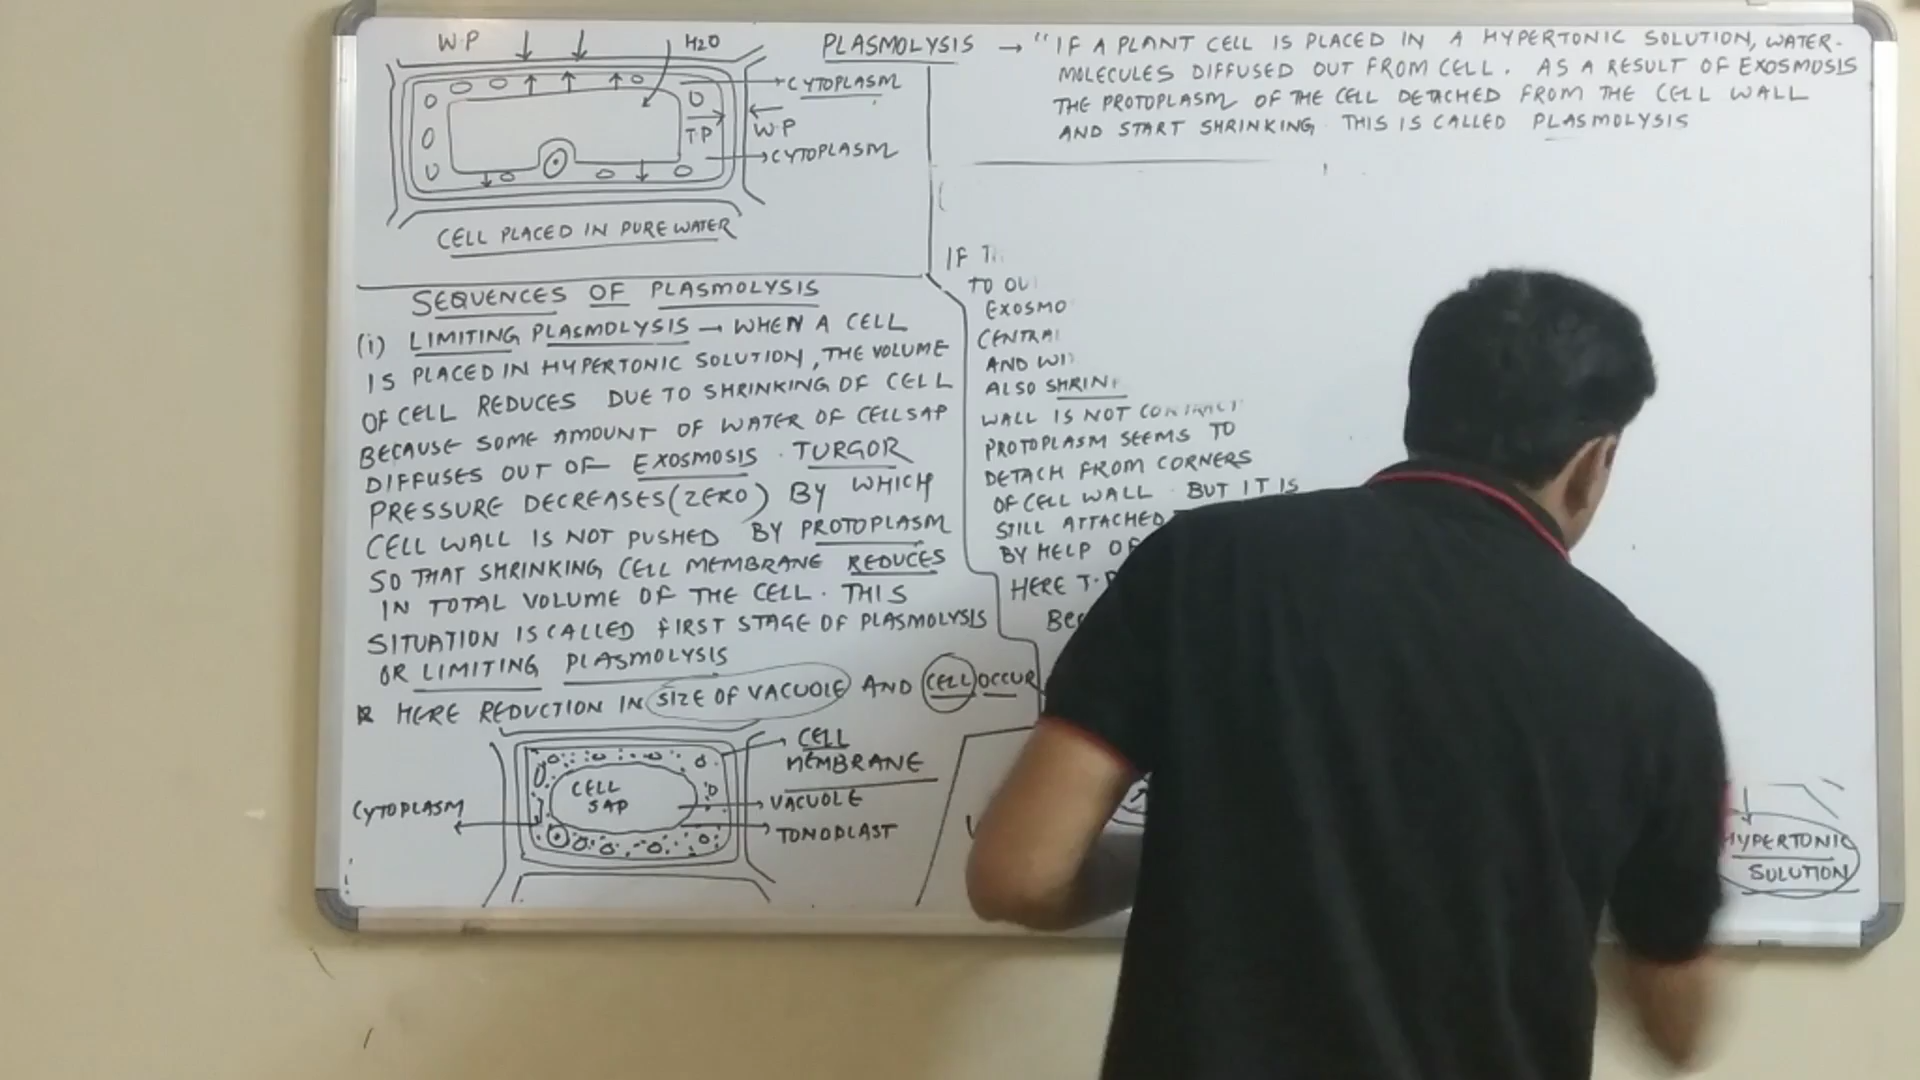 W.P
H2O
CYTOPLASM
T.P
W.P
CYTOPLASM
CELL PLACED IN PURE WATER
PLASMOLYSIS → "IF A PLANT CELL IS PLACED IN A HYPERTONIC SOLUTION, WATER-
MOLECULES DIFFUSED OUT FROM CELL. AS A RESULT OF EXOSMOSIS
THE PROTOPLASM OF THE CELL DETACHED FROM THE CELL WALL
AND START SHRINKING. THIS IS CALLED PLASMOLYSIS
SEQUENCES OF PLASMOLYSIS
(i) LIMITING PLASMOLYSIS — WHEN A CELL
IS PLACED IN HYPERTONIC SOLUTION, THE VOLUME
OF CELL REDUCES DUE TO SHRINKING OF CELL
BECAUSE SOME AMOUNT OF WATER OF CELLSAP
DIFFUSES OUT OF EXOSMOSIS. TURGOR
PRESSURE DECREASES (ZERO) BY WHICH
CELL WALL IS NOT PUSHED BY PROTOPLASM
SO THAT SHRINKING CELL MEMBRANE REDUCES
IN TOTAL VOLUME OF THE CELL. THIS
SITUATION IS CALLED FIRST STAGE OF PLASMOLYSIS
OR LIMITING PLASMOLYSIS
HERE REDUCTION IN SIZE OF VACUOLE AND CELL OCCUR
CELL
MEMBRANE
CELL
SAP
CYTOPLASM
VACUOLE
TONOPLAST
IF
TO
EXOSMO
CENTRA
AND
ALSO SHRIN
WALL IS NOT CONTRACT
PROTOPLASM SEEMS TO
DETACH FROM CORNERS
OF CELL WALL. BUT IT IS
STILL ATTACHED
BY HELP OF
HERE
HYPERTONIC
SOLUTION